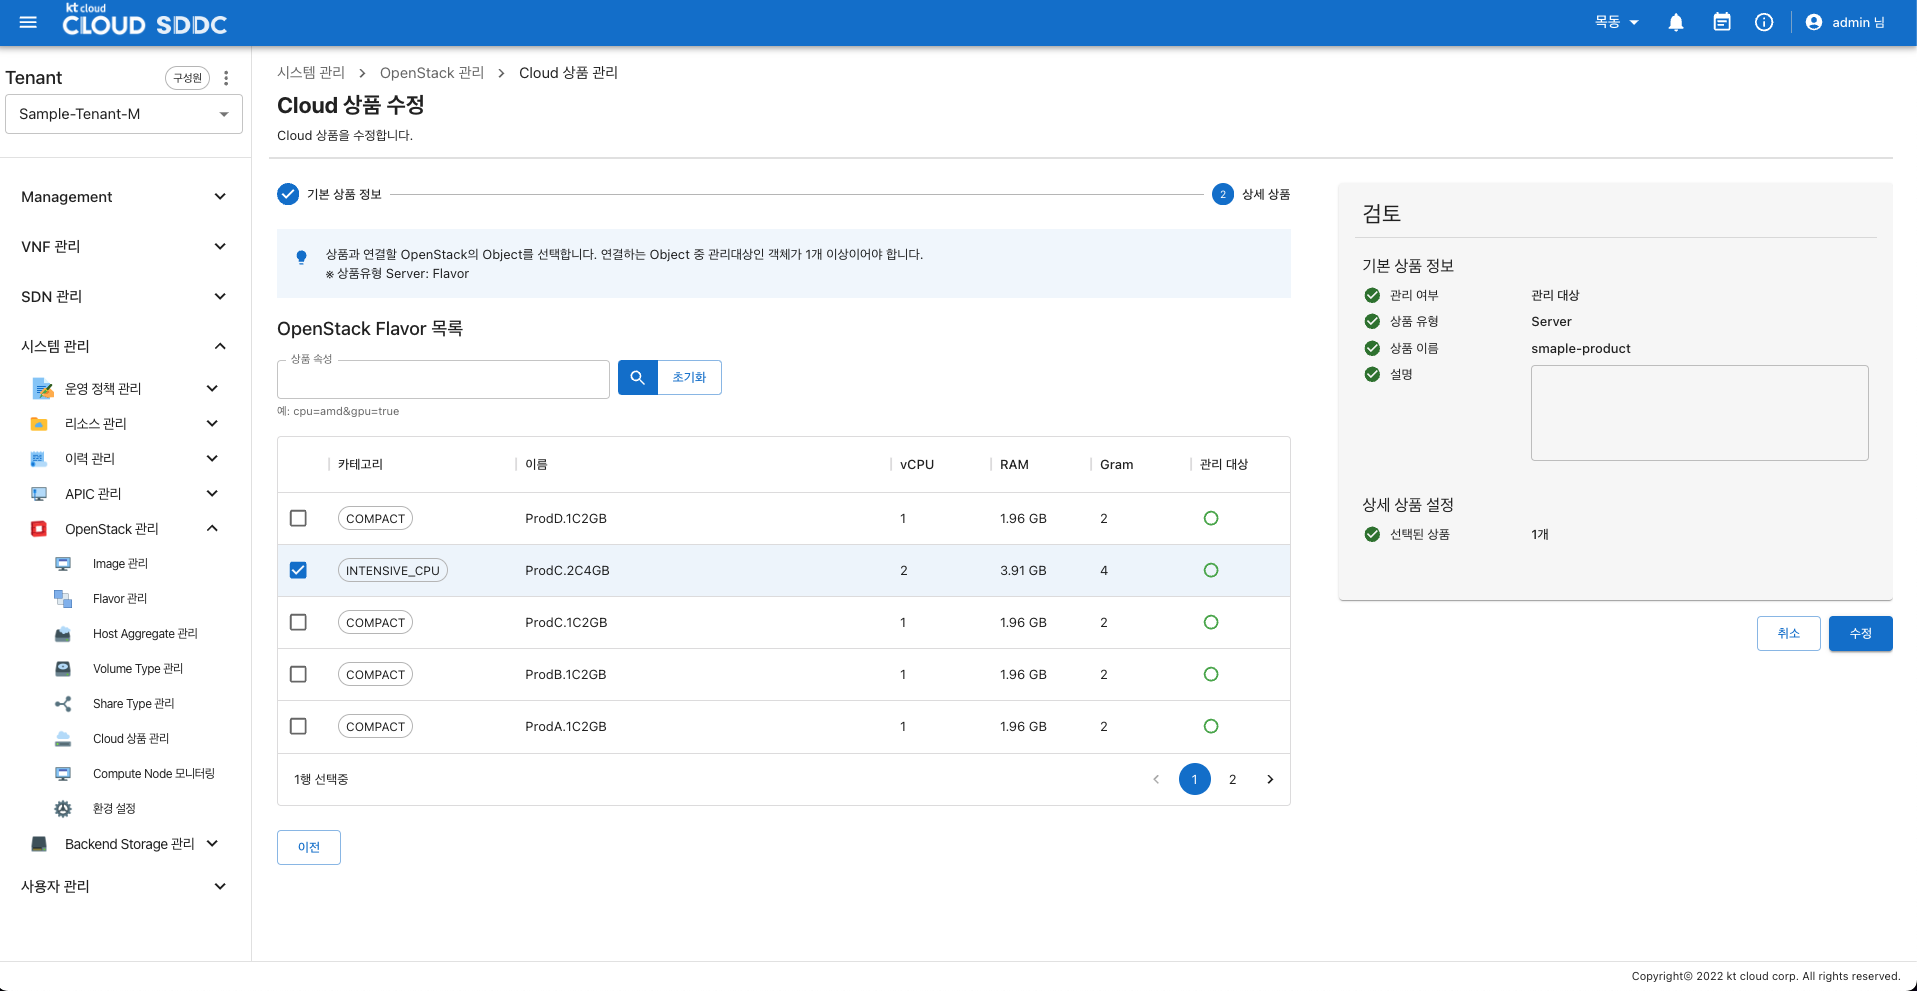 kt cloud
CLOUD SDDC
목동
admin 님
Tenant
구성원
Sample-Tenant-M
Management
VNF 관리
SDN 관리
시스템 관리
운영 정책 관리
리소스 관리
이력 관리
APIC 관리
OpenStack 관리
Image 관리
Flavor 관리
Host Aggregate 관리
Volume Type 관리
Share Type 관리
Cloud 상품 관리
Compute Node 모니터링
환경 설정
Backend Storage 관리
사용자 관리
시스템 관리 > OpenStack 관리 > Cloud 상품 관리
Cloud 상품 수정
Cloud 상품을 수정합니다.
기본 상품 정보
2 상세 상품
상품과 연결할 OpenStack의 Object를 선택합니다. 연결하는 Object 중 관리대상인 객체가 1개 이상이어야 합니다.
※ 상품유형 Server: Flavor
OpenStack Flavor 목록
상품 속성
초기화
예: cpu=amd&gpu=true
카테고리 이름 vCPU RAM Gram 관리 대상
COMPACT ProdD.1C2GB 1 1.96 GB 2
INTENSIVE_CPU ProdC.2C4GB 2 3.91 GB 4
COMPACT ProdC.1C2GB 1 1.96 GB 2
COMPACT ProdB.1C2GB 1 1.96 GB 2
COMPACT ProdA.1C2GB 1 1.96 GB 2
1행 선택중
1 2
이전
검토
기본 상품 정보
관리 여부 관리 대상
상품 유형 Server
상품 이름 smaple-product
설명
상세 상품 설정
선택된 상품 1개
취소
수정
Copyright© 2022 kt cloud corp. All rights reserved.